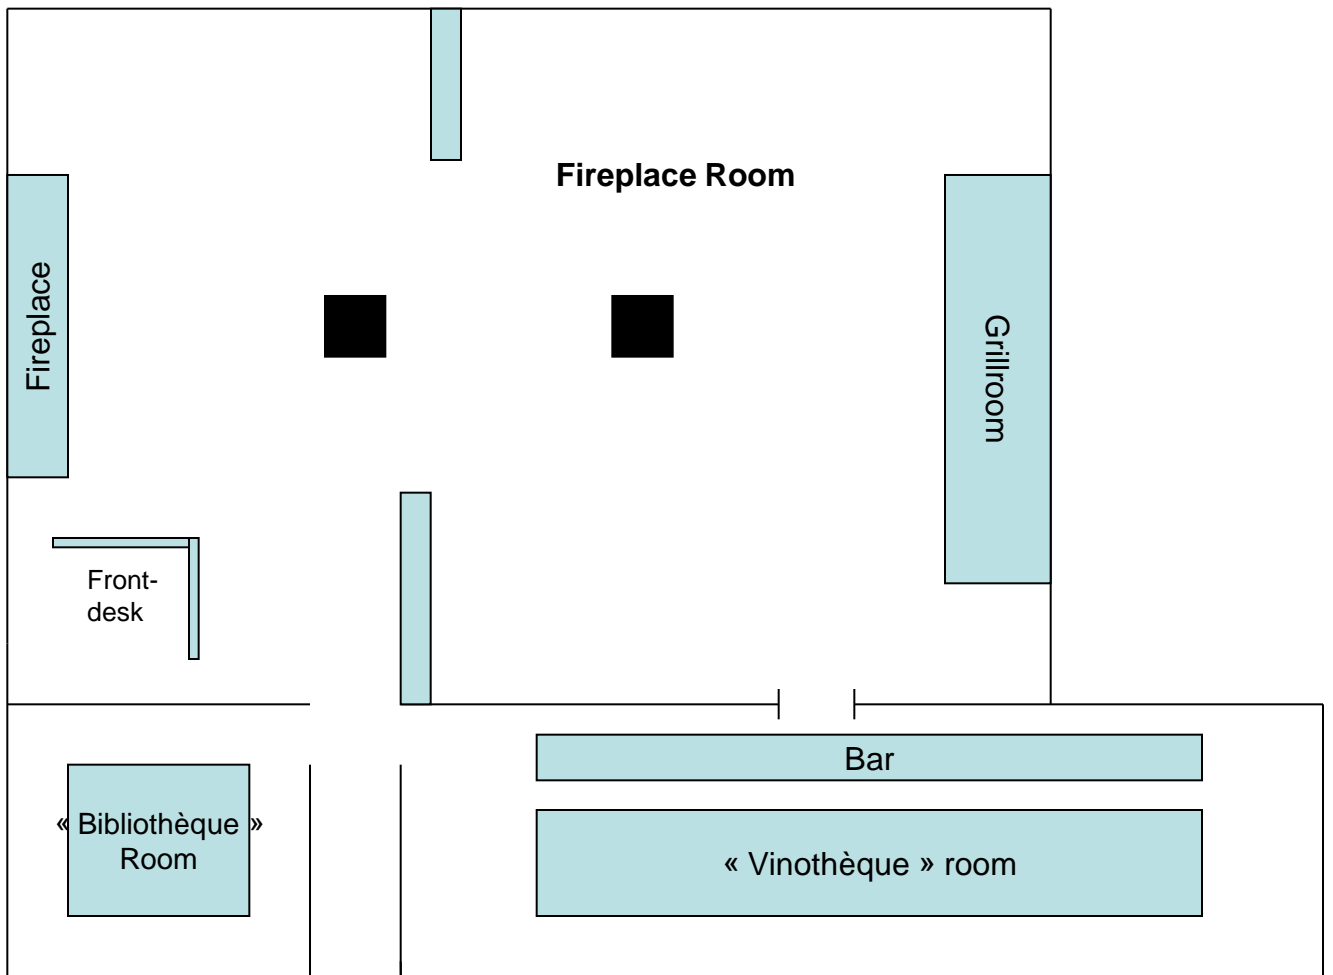 Fireplace Room
Fireplace
Grillroom
Front-
desk
Bar
« Bibliothèque »
Room
« Vinothèque » room